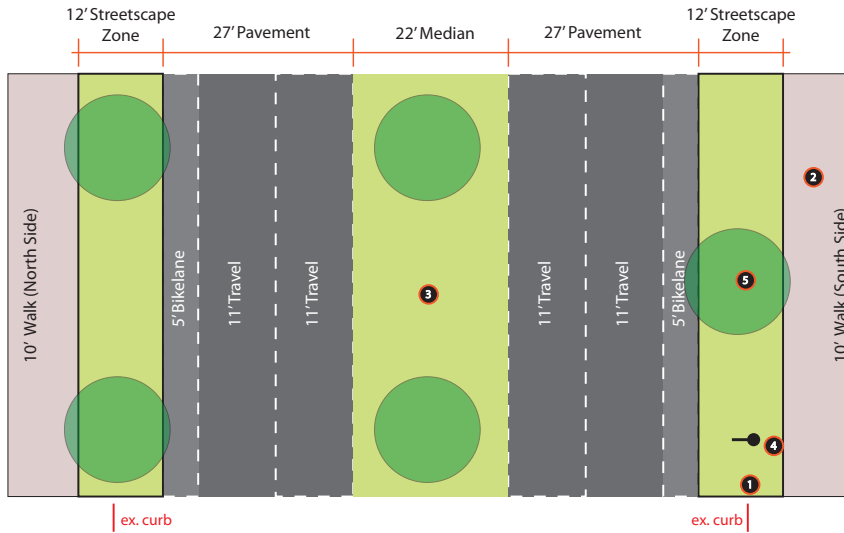 12' Streetscape
Zone
27' Pavement
22' Median
27' Pavement
12' Streetscape
Zone
10' Walk (North Side)
5' Bikelane
11' Travel
11' Travel
3
11' Travel
11' Travel
5' Bikelane
2
5
4
1
10' Walk (South Side)
ex. curb
ex. curb